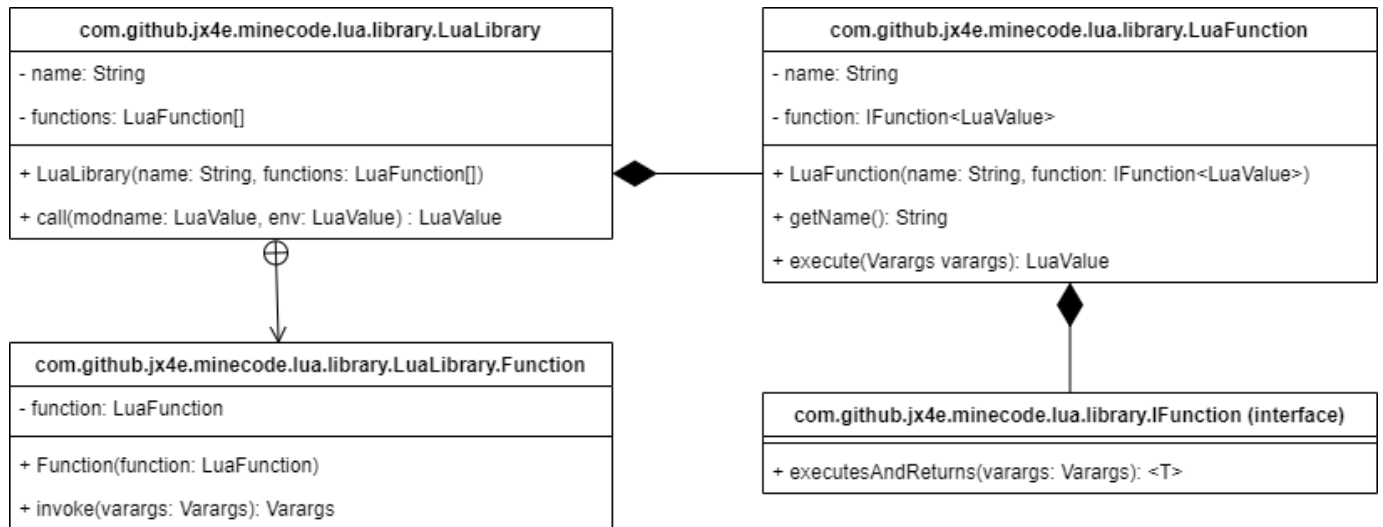 com.github.jx4e.minecode.lua.library.LuaLibrary
- name: String
- functions: LuaFunction[]
+ LuaLibrary(name: String, functions: LuaFunction[])
+ call(modname: LuaValue, env: LuaValue) : LuaValue
com.github.jx4e.minecode.lua.library.LuaFunction
- name: String
- function: IFunction<LuaValue>
+ LuaFunction(name: String, function: IFunction<LuaValue>)
+ getName(): String
+ execute(Varargs varargs): LuaValue
com.github.jx4e.minecode.lua.library.LuaLibrary.Function
- function: LuaFunction
+ Function(function: LuaFunction)
+ invoke(varargs: Varargs): Varargs
com.github.jx4e.minecode.lua.library.IFunction (interface)
+ executesAndReturns(varargs: Varargs): <T>